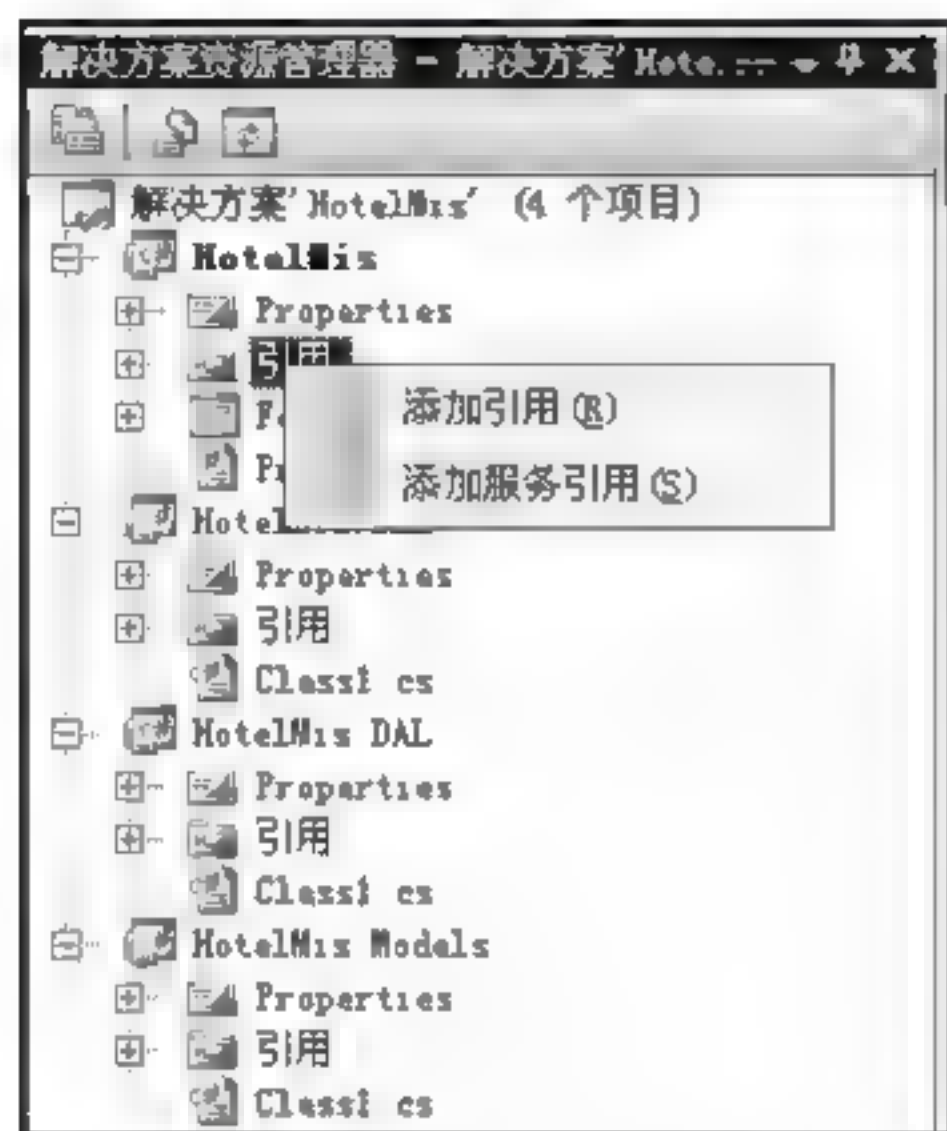 解决方案资源管理器 - 解决方案'Hote...
解决方案'HotelMis' (4 个项目)
HotelMis
Properties
引用
添加引用(R)
添加服务引用(S)
Properties
引用
Class1 cs
HotelMis DAL
Properties
引用
Class1 cs
HotelMis Models
Properties
引用
Class1 cs